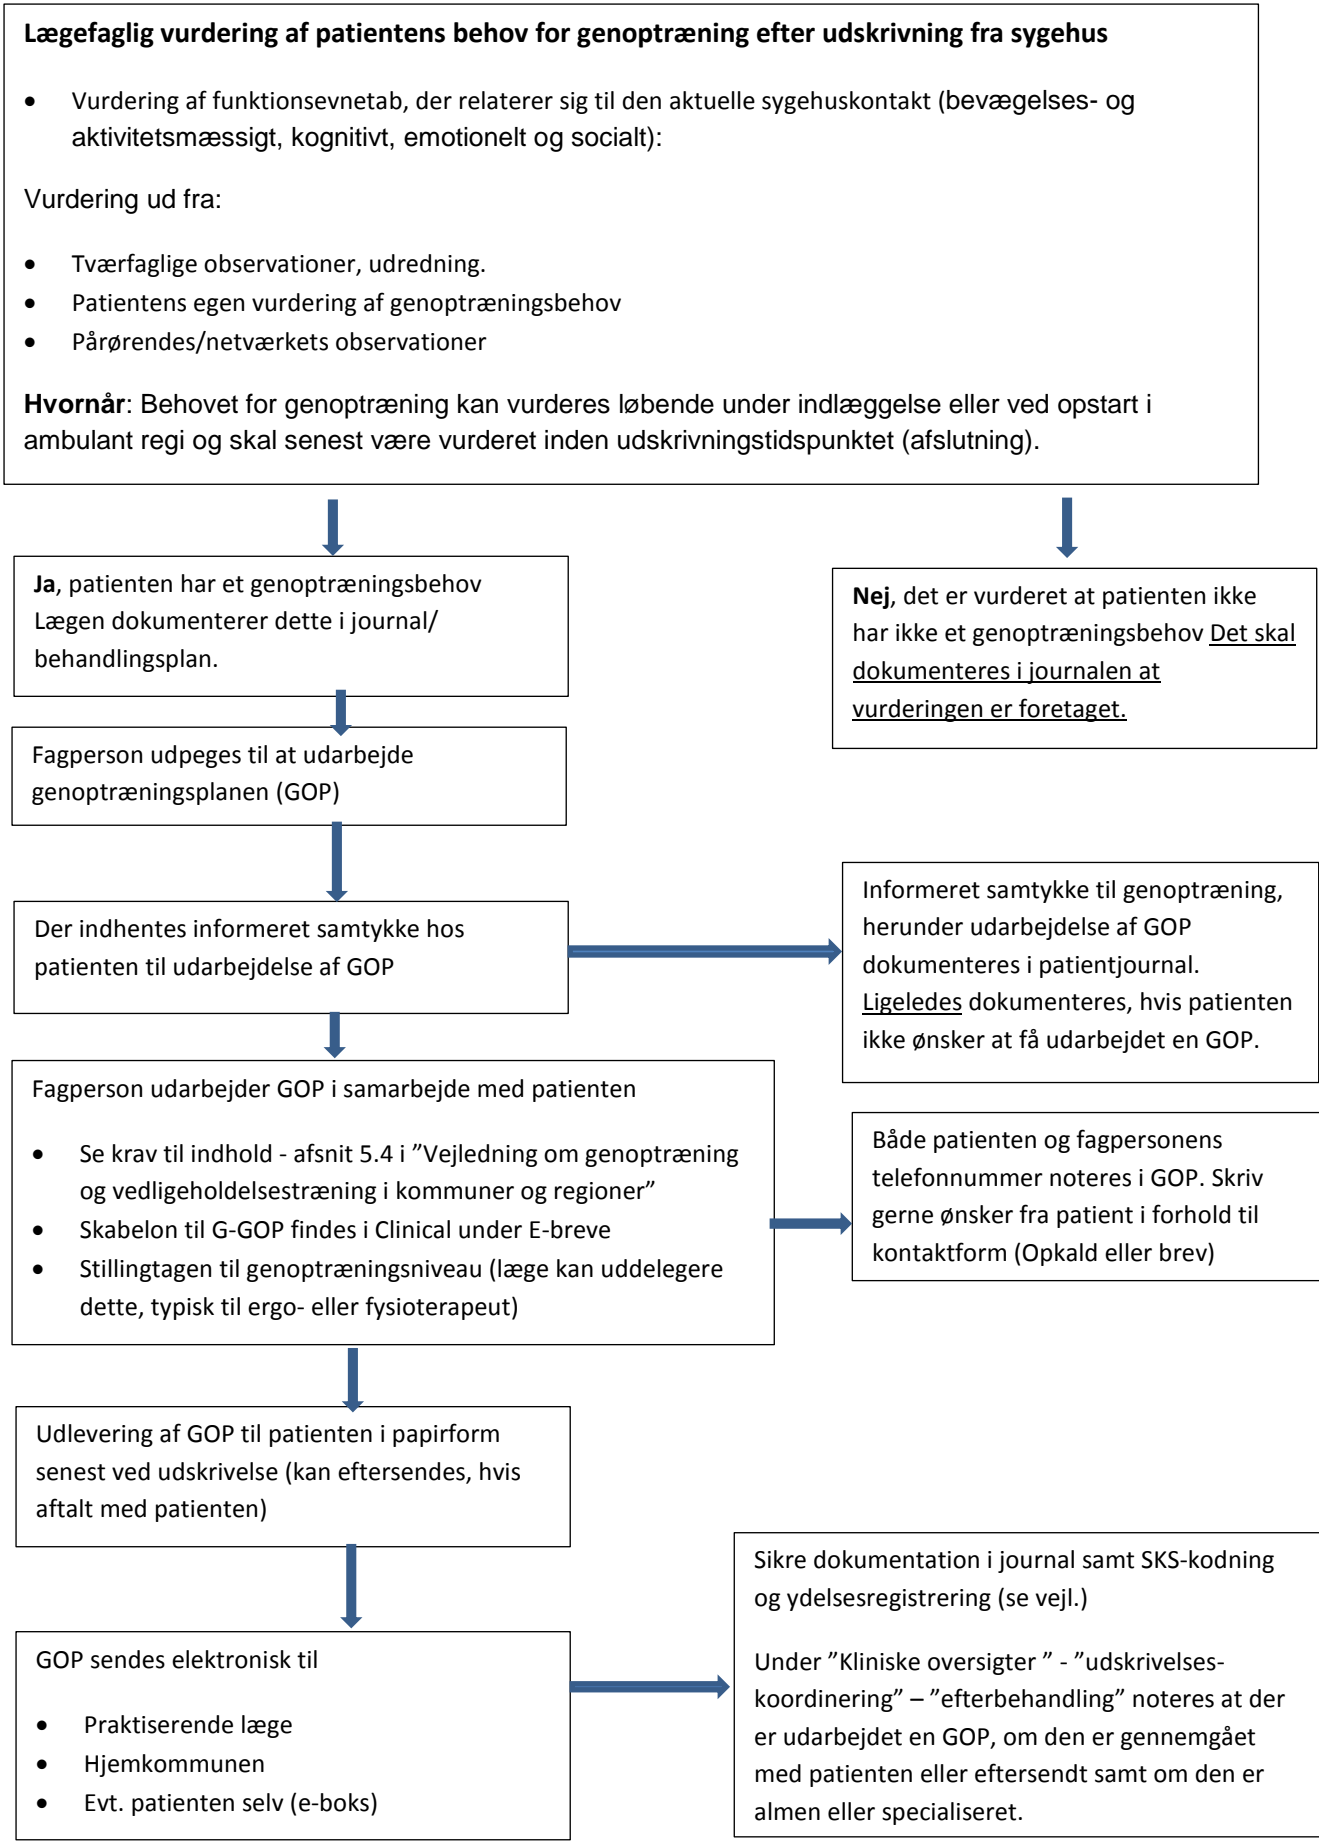 Lægefaglig vurdering af patientens behov for genoptræning efter udskrivning fra sygehus
• Vurdering af funktionsevnetab, der relaterer sig til den aktuelle sygehuskontakt (bevægelses- og
aktivitetsmæssigt, kognitivt, emotionelt og socialt):
Vurdering ud fra:
• Tværfaglige observationer, udredning.
• Patientens egen vurdering af genoptræningsbehov
• Pårørendes/netværkets observationer
Hvornår: Behovet for genoptræning kan vurderes løbende under indlæggelse eller ved opstart i
ambulant regi og skal senest være vurderet inden udskrivningstidspunktet (afslutning).
Ja, patienten har et genoptræningsbehov
Lægen dokumenterer dette i journal/
behandlingsplan.
Nej, det er vurderet at patienten ikke
har ikke et genoptræningsbehov Det skal
dokumenteres i journalen at
vurderingen er foretaget.
Fagperson udpeges til at udarbejde
genoptræningsplanen (GOP)
Der indhentes informeret samtykke hos
patienten til udarbejdelse af GOP
Informeret samtykke til genoptræning,
herunder udarbejdelse af GOP
dokumenteres i patientjournal.
Ligeledes dokumenteres, hvis patienten
ikke ønsker at få udarbejdet en GOP.
Fagperson udarbejder GOP i samarbejde med patienten
• Se krav til indhold - afsnit 5.4 i ”Vejledning om genoptræning
og vedligeholdelsestræning i kommuner og regioner”
• Skabelon til G-GOP findes i Clinical under E-breve
• Stillingtagen til genoptræningsniveau (læge kan uddelegere
dette, typisk til ergo- eller fysioterapeut)
Både patienten og fagpersonens
telefonnummer noteres i GOP. Skriv
gerne ønsker fra patient i forhold til
kontaktform (Opkald eller brev)
Udlevering af GOP til patienten i papirform
senest ved udskrivelse (kan eftersendes, hvis
aftalt med patienten)
GOP sendes elektronisk til
• Praktiserende læge
• Hjemkommunen
• Evt. patienten selv (e-boks)
Sikre dokumentation i journal samt SKS-kodning
og ydelsesregistrering (se vejl.)
Under ”Kliniske oversigter ” - ”udskrivelses-
koordinering” – ”efterbehandling” noteres at der
er udarbejdet en GOP, om den er gennemgået
med patienten eller eftersendt samt om den er
almen eller specialiseret.